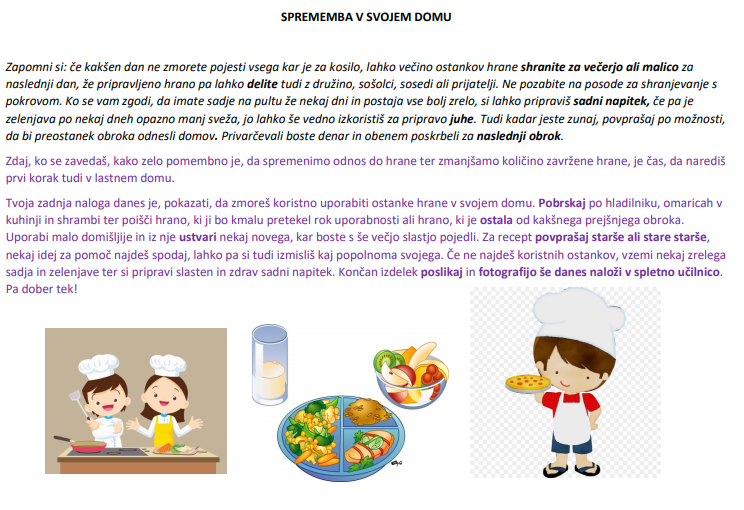 SPREMEMBA V SVOJEM DOMU
Zapomni si: če kakšen dan ne zmorete pojesti vsega kar je za kosilo, lahko večino ostankov hrane shranite za večerjo ali malico za
naslednji dan, že pripravljeno hrano pa lahko delite tudi z družino, sošolci, sosedi ali prijatelji. Ne pozabite na posode za shranjevanje s
pokrovom. Ko se vam zgodi, da imate sadje na pultu že nekaj dni in postaja vse bolj zrelo, si lahko pripraviš sadni napitek, če pa je
zelenjava po nekaj dneh opazno manj sveža, jo lahko še vedno izkoristiš za pripravo juhe. Tudi kadar jeste zunaj, povprašaj po možnosti,
da bi preostanek obroka odnesli domov. Privarčevali boste denar in obenem poskrbeli za naslednji obrok.
Zdaj, ko se zavedaš, kako zelo pomembno je, da spremenimo odnos do hrane ter zmanjšamo količino zavržene hrane, je čas, da narediš
prvi korak tudi v lastnem domu.
Tvoja zadnja naloga danes je, pokazati, da zmoreš koristno uporabiti ostanke hrane v svojem domu. Pobrskaj po hladilniku, omaricah v
kuhinji in shrambi ter poišči hrano, ki ji bo kmalu pretekel rok uporabnosti ali hrano, ki je ostala od kakšnega prejšnjega obroka.
Uporabi malo domišljije in iz nje ustvari nekaj novega, kar boste s še večjo slastjo pojedli. Za recept povprašaj starše ali stare starše,
nekaj idej za pomoč najdeš spodaj, lahko pa si tudi izmisliš kaj popolnoma svojega. Če ne najdeš koristnih ostankov, vzemi nekaj zrelega
sadja in zelenjave ter si pripravi slasten in zdrav sadni napitek. Končan izdelek poslikaj in fotografijo še danes naloži v spletno učilnico.
Pa dober tek!